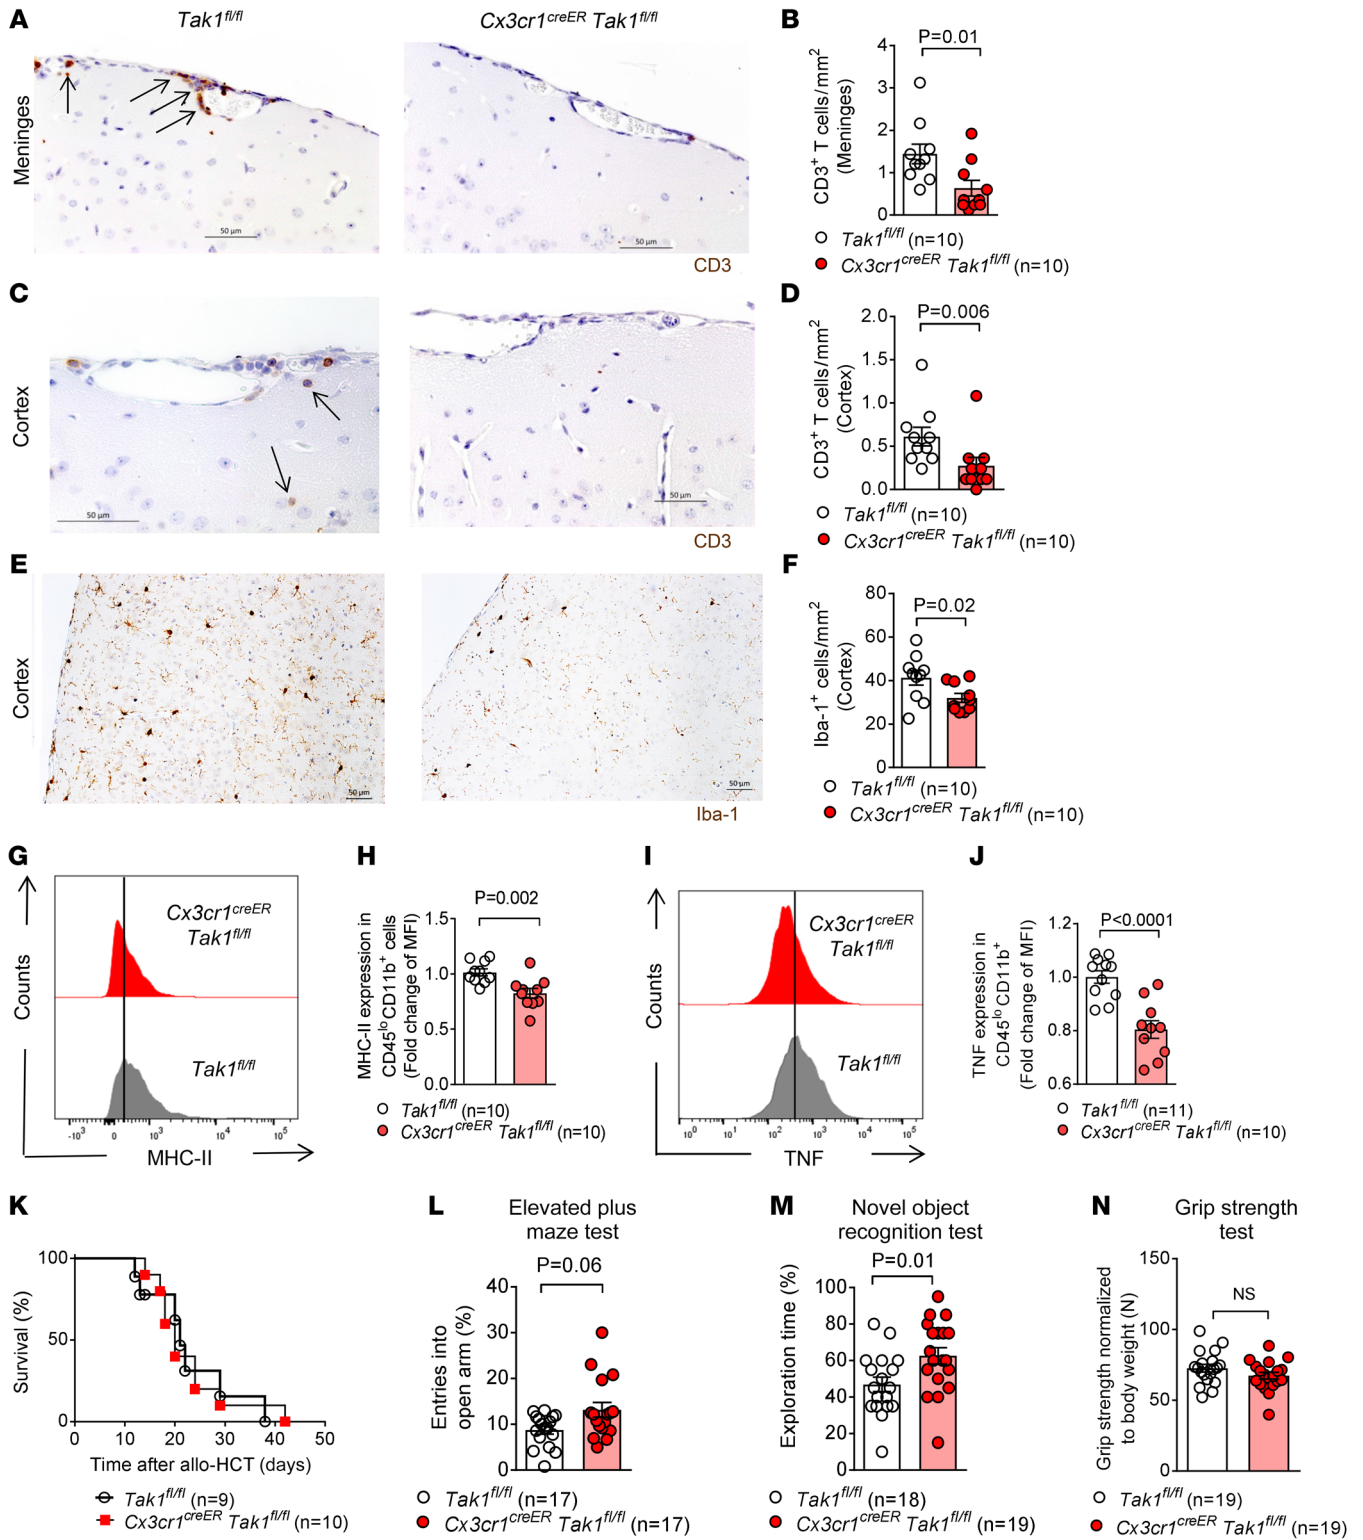 A
Tak1fl/fl
Cx3cr1creER Tak1fl/fl
Meninges
50 µm
50 µm
CD3
B
P=0.01
CD3+ T cells/mm2
(Meninges)
4
3
2
1
0
Tak1fl/fl (n=10)
Cx3cr1creER Tak1fl/fl (n=10)
C
Cortex
50 µm
50 µm
CD3
D
P=0.006
CD3+ T cells/mm2
(Cortex)
2.0
1.5
1.0
0.5
0.0
Tak1fl/fl (n=10)
Cx3cr1creER Tak1fl/fl (n=10)
E
Cortex
50 µm
50 µm
Iba-1
F
P=0.02
Iba-1+ cells/mm2
(Cortex)
80
60
40
20
0
Tak1fl/fl (n=10)
Cx3cr1creER Tak1fl/fl (n=10)
G
Counts
Cx3cr1creER
Tak1fl/fl
Tak1fl/fl
-103 0 103 104 105
MHC-II
H
P=0.002
MHC-II expression in
CD45lo CD11b+ cells
(Fold change of MFI)
1.5
1.0
0.5
0.0
Tak1fl/fl (n=10)
Cx3cr1creER Tak1fl/fl (n=10)
I
Counts
Cx3cr1creER
Tak1fl/fl
Tak1fl/fl
100 101 102 103 104 105
TNF
J
P<0.0001
TNF expression in
CD45lo CD11b+
(Fold change of MFI)
1.2
1.0
0.8
0.6
Tak1fl/fl (n=11)
Cx3cr1creER Tak1fl/fl (n=10)
K
Survival (%)
100
50
0
0 10 20 30 40 50
Time after allo-HCT (days)
Tak1fl/fl (n=9)
Cx3cr1creER Tak1fl/fl (n=10)
L
Elevated plus
maze test
P=0.06
Entries into
open arm (%)
40
30
20
10
0
Tak1fl/fl (n=17)
Cx3cr1creER Tak1fl/fl (n=17)
M
Novel object
recognition test
P=0.01
Exploration time (%)
100
80
60
40
20
0
Tak1fl/fl (n=18)
Cx3cr1creER Tak1fl/fl (n=19)
N
Grip strength
test
NS
Grip strength normalized
to body weight (N)
150
100
50
0
Tak1fl/fl (n=19)
Cx3cr1creER Tak1fl/fl (n=19)